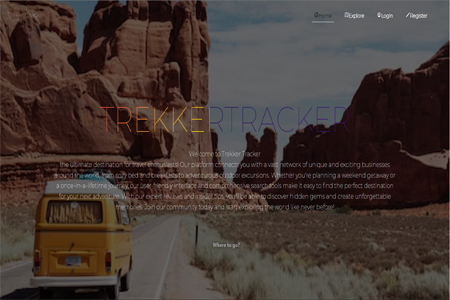 Home Explore Login Register
TREKKERTRACKER
Welcome to Trekker Tracker
The ultimate destination for travel enthusiasts! Our platform connects you with a vast network of unique and exciting businesses
around the world, from cozy bed and breakfasts to adventurous outdoor excursions. Whether you're planning a weekend getaway or
a once-in-a-lifetime journey, our user-friendly interface and comprehensive search tools make it easy to find the perfect destination
for your next adventure. With our expert reviews and insider tips, you'll be able to discover hidden gems and create unforgettable
memories. Join our community today and start exploring the world like never before!
Where to go?